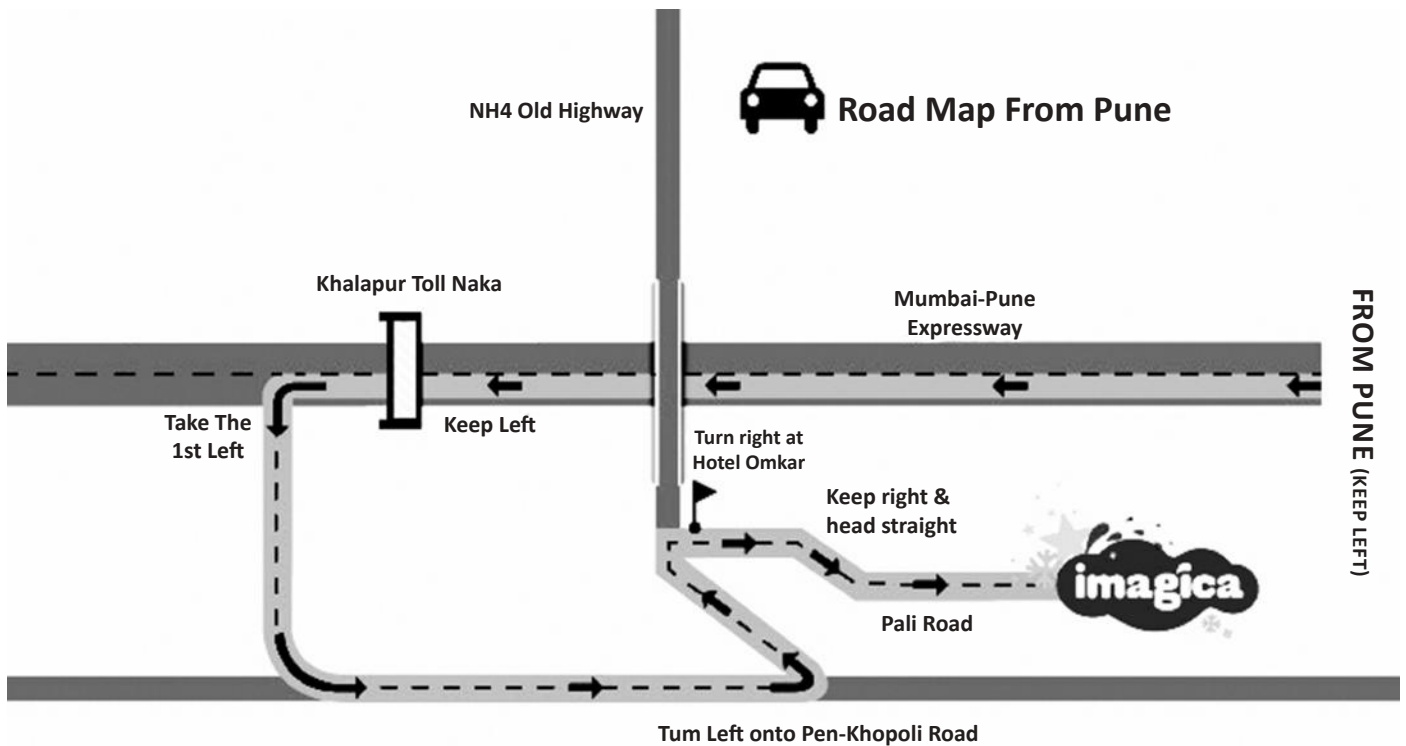 NH4 Old Highway
Road Map From Pune
Khalapur Toll Naka
Mumbai-Pune
Expressway
FROM PUNE (KEEP LEFT)
Take The
1st Left
Keep Left
Turn right at
Hotel Omkar
Keep right &
head straight
imagica
Pali Road
Tum Left onto Pen-Khopoli Road